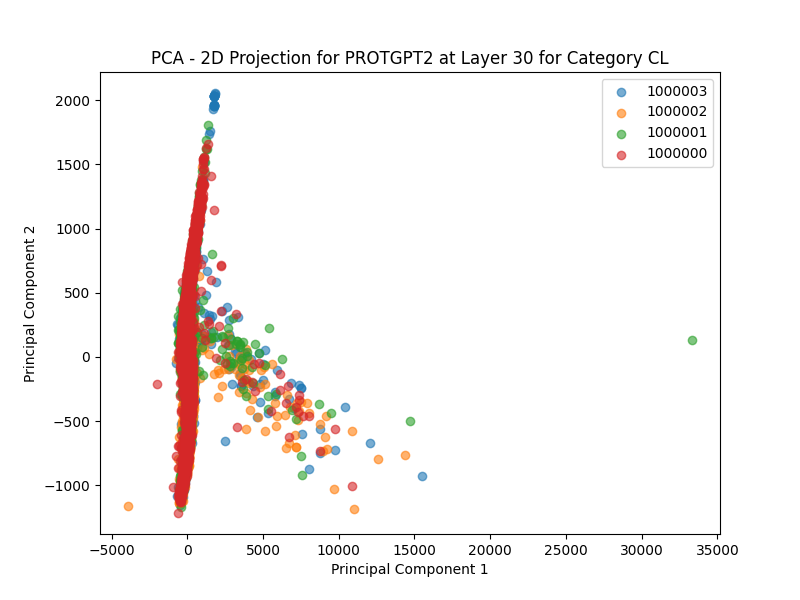 PCA - 2D Projection for PROTGPT2 at Layer 30 for Category CL
1000003
1000002
1000001
1000000
2000
1500
1000
500
0
−500
−1000
Principal Component 2
−5000 0 5000 10000 15000 20000 25000 30000 35000
Principal Component 1